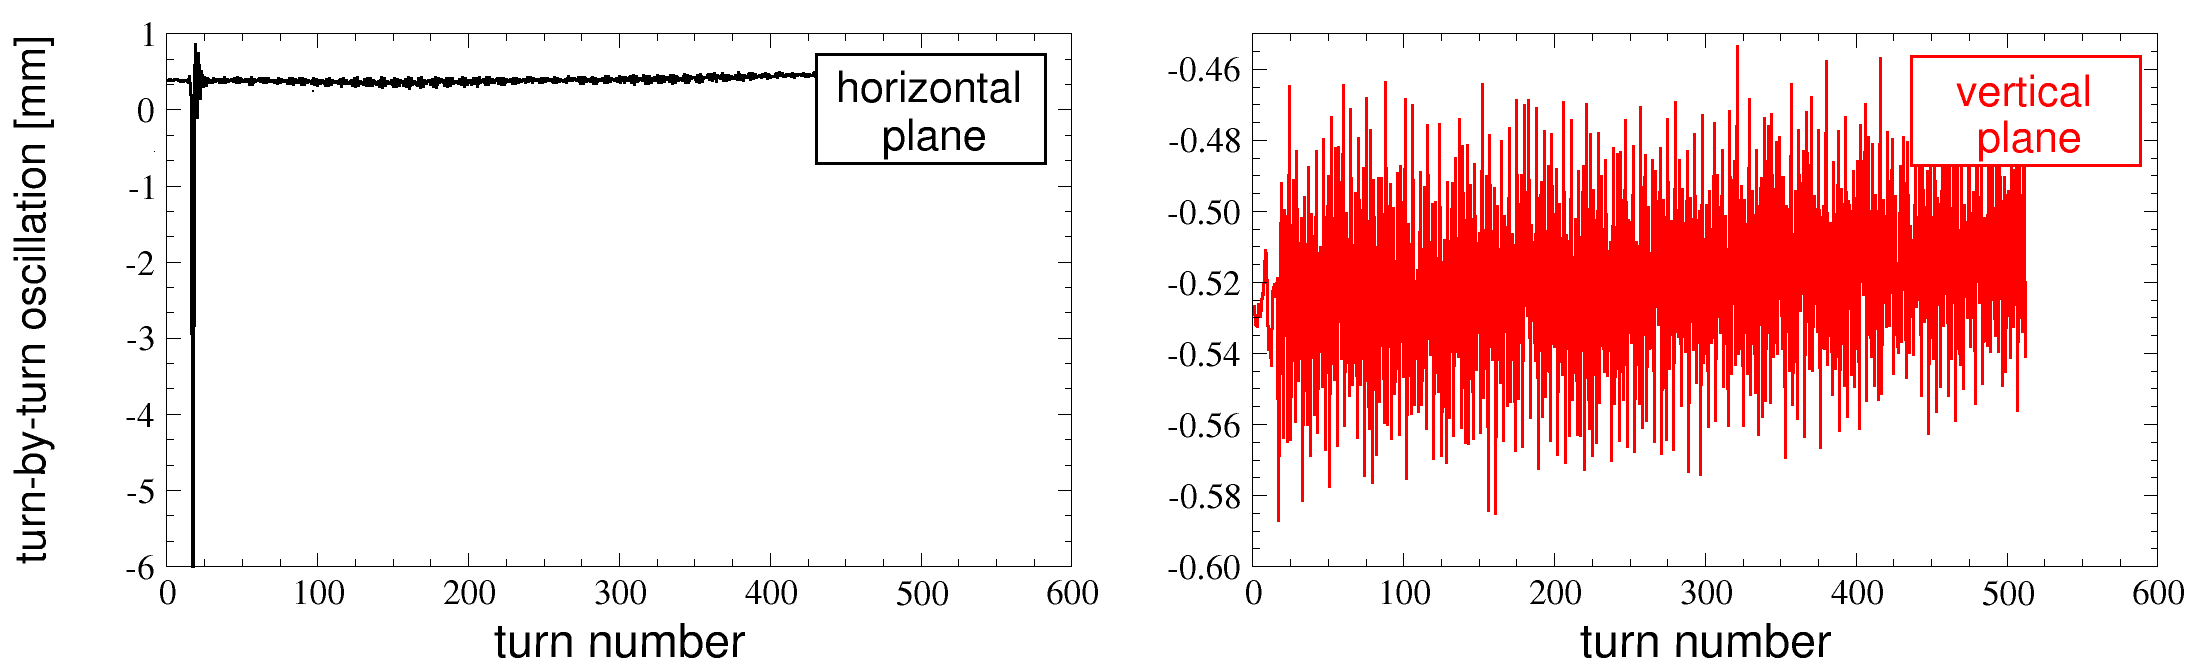 turn-by-turn oscillation [mm]
1
0
-1
-2
-3
-4
-5
-6
0 100 200 300 400 500 600
turn number
horizontal
plane
-0.46
-0.48
-0.50
-0.52
-0.54
-0.56
-0.58
-0.60
0 100 200 300 400 500 600
turn number
vertical
plane